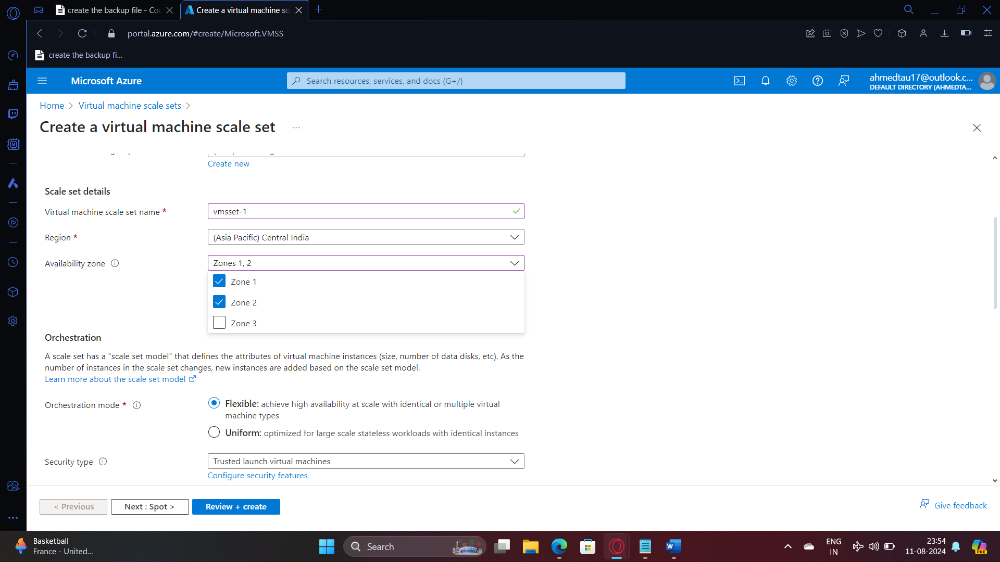 create the backup file - Coo
Create a virtual machine sc
portal.azure.com/#create/Microsoft.VMSS
create the backup fi...
Microsoft Azure
Search resources, services, and docs (G+/)
ahmedtau17@outlook.c...
DEFAULT DIRECTORY (AHMEDTA...
Home > Virtual machine scale sets >
Create a virtual machine scale set ...
Create new
Scale set details
Virtual machine scale set name *
vmsset-1
Region *
(Asia Pacific) Central India
Availability zone
Zones 1, 2
Zone 1
Zone 2
Zone 3
Orchestration
A scale set has a "scale set model" that defines the attributes of virtual machine instances (size, number of data disks, etc). As the
number of instances in the scale set changes, new instances are added based on the scale set model.
Learn more about the scale set model
Orchestration mode *
Flexible: achieve high availability at scale with identical or multiple virtual
machine types
Uniform: optimized for large scale stateless workloads with identical instances
Security type
Trusted launch virtual machines
Configure security features
< Previous
Next : Spot >
Review + create
Give feedback
Basketball
France - United...
Search
ENG
IN
23:54
11-08-2024
PRE